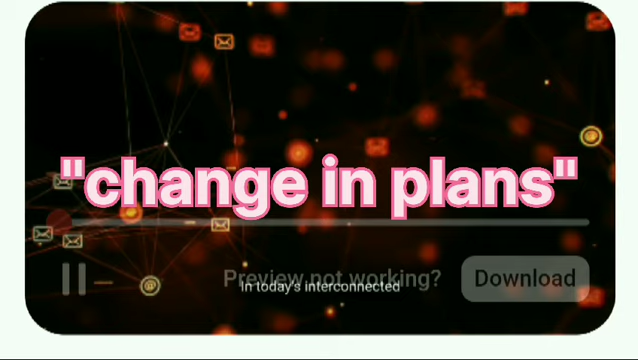 "change in plans"
Preview not working?
Download
in today's interconnected